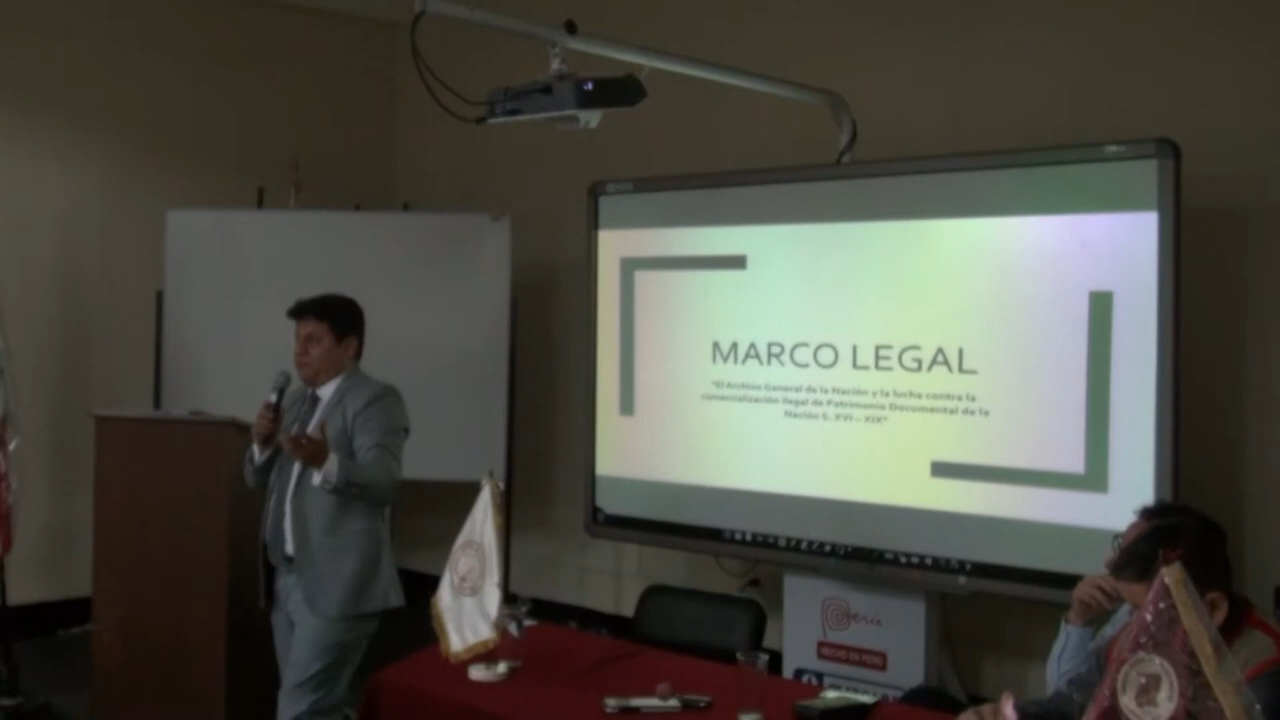 MARCO LEGAL
"El Archivo General de la Nación y la lucha contra la
comercialización ilegal de Patrimonio Documental de la
Nación S. XVI - XIX"
Perú
HECHO EN PERÚ